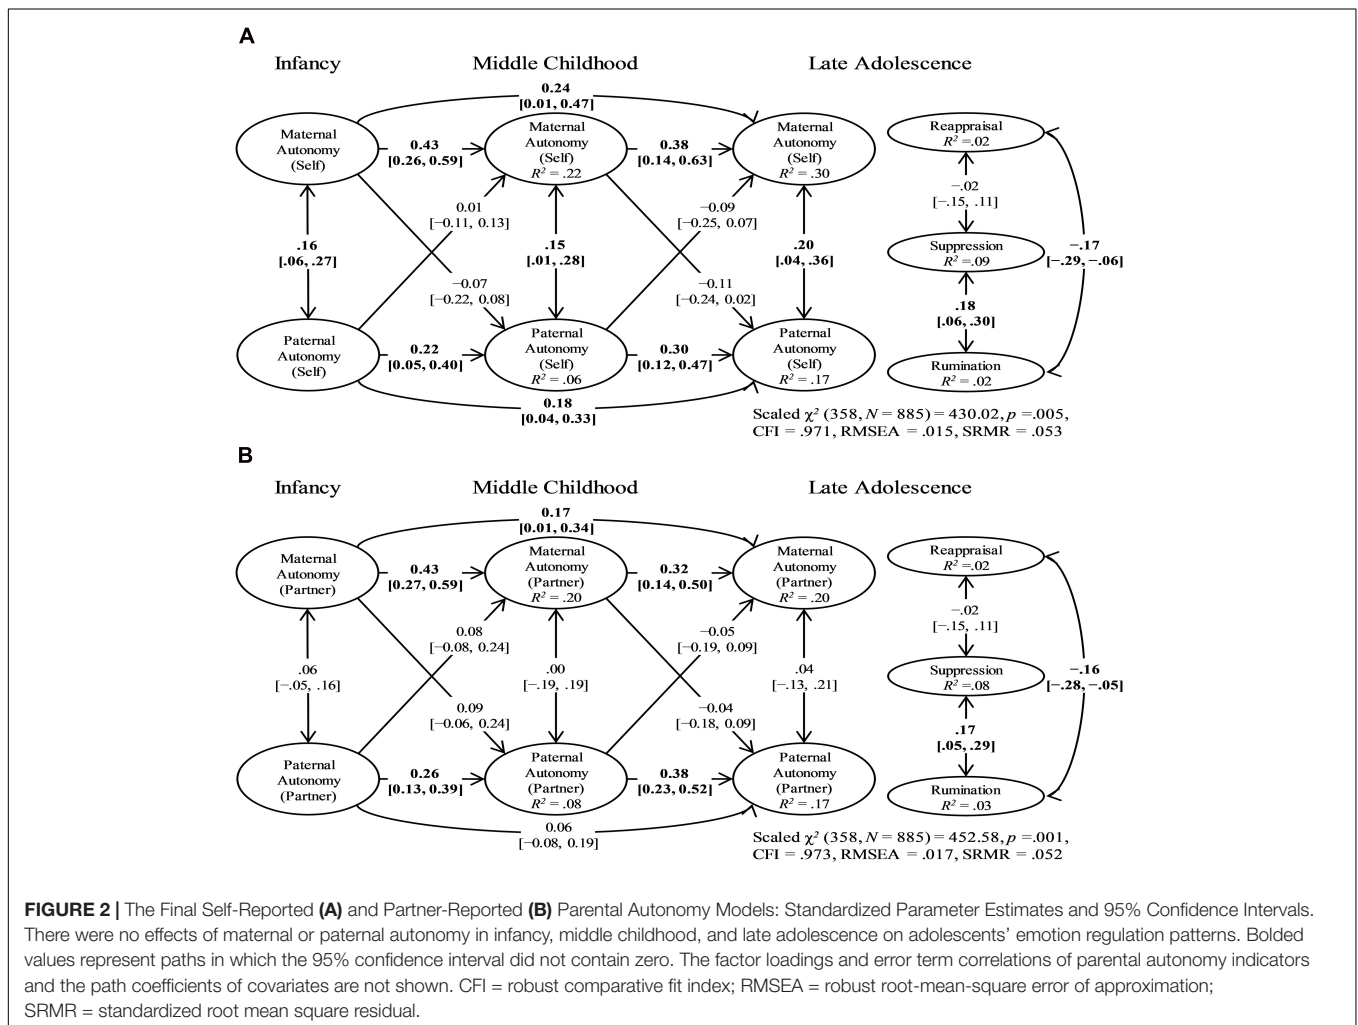 A
Infancy
Middle Childhood
Late Adolescence
0.24
[0.01, 0.47]
Maternal
Autonomy
(Self)
0.43
[0.26, 0.59]
Maternal
Autonomy
(Self)
R² = .22
0.38
[0.14, 0.63]
Maternal
Autonomy
(Self)
R² = .30
Reappraisal
R² =.02
−.02
[−.15, .11]
0.01
[−0.11, 0.13]
−0.09
[−0.25, 0.07]
.16
[.06, .27]
.15
[.01, .28]
.20
[.04, .36]
Suppression
R² =.09
−.17
[−.29, −.06]
−0.07
[−0.22, 0.08]
−0.11
[−0.24, 0.02]
.18
[.06, .30]
Paternal
Autonomy
(Self)
0.22
[0.05, 0.40]
Paternal
Autonomy
(Self)
R² = .06
0.30
[0.12, 0.47]
Paternal
Autonomy
(Self)
R² = .17
Rumination
R² =.02
0.18
[0.04, 0.33]
Scaled χ² (358, N = 885) = 430.02, p =.005,
CFI = .971, RMSEA = .015, SRMR = .053
B
Infancy
Middle Childhood
Late Adolescence
0.17
[0.01, 0.34]
Maternal
Autonomy
(Partner)
0.43
[0.27, 0.59]
Maternal
Autonomy
(Partner)
R² = .20
0.32
[0.14, 0.50]
Maternal
Autonomy
(Partner)
R² = .20
Reappraisal
R² =.02
−.02
[−.15, .11]
0.08
[−0.08, 0.24]
−0.05
[−0.19, 0.09]
.06
[−.05, .16]
.00
[−.19, .19]
.04
[−.13, .21]
Suppression
R² =.08
−.16
[−.28, −.05]
0.09
[−0.06, 0.24]
−0.04
[−0.18, 0.09]
.17
[.05, .29]
Paternal
Autonomy
(Partner)
0.26
[0.13, 0.39]
Paternal
Autonomy
(Partner)
R² = .08
0.38
[0.23, 0.52]
Paternal
Autonomy
(Partner)
R² = .17
Rumination
R² =.03
0.06
[−0.08, 0.19]
Scaled χ² (358, N = 885) = 452.58, p =.001,
CFI = .973, RMSEA = .017, SRMR = .052
FIGURE 2 | The Final Self-Reported (A) and Partner-Reported (B) Parental Autonomy Models: Standardized Parameter Estimates and 95% Confidence Intervals.
There were no effects of maternal or paternal autonomy in infancy, middle childhood, and late adolescence on adolescents’ emotion regulation patterns. Bolded
values represent paths in which the 95% confidence interval did not contain zero. The factor loadings and error term correlations of parental autonomy indicators
and the path coefficients of covariates are not shown. CFI = robust comparative fit index; RMSEA = robust root-mean-square error of approximation;
SRMR = standardized root mean square residual.